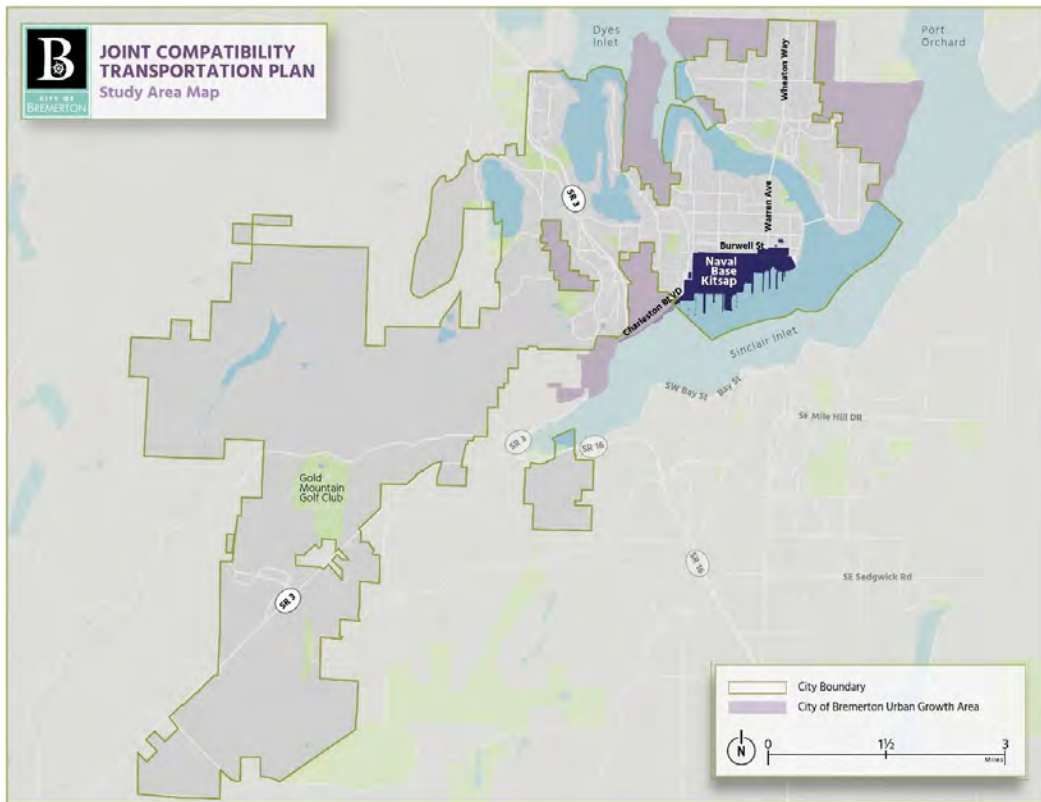 B
CITY OF
BREMERTON
JOINT COMPATIBILITY
TRANSPORTATION PLAN
Study Area Map
Dyes
Inlet
Port
Orchard
Wheaton Way
SR 3
Warren Ave
Burwell St
Naval
Base
Kitsap
Charleston BLVD
Sinclair Inlet
SW Bay St
Bay St
SE Mile Hill DR
SR 3
SR 16
Gold
Mountain
Golf Club
SR 16
SE Sedgwick Rd
SR 3
City Boundary
City of Bremerton Urban Growth Area
N
0
1½
3
Miles